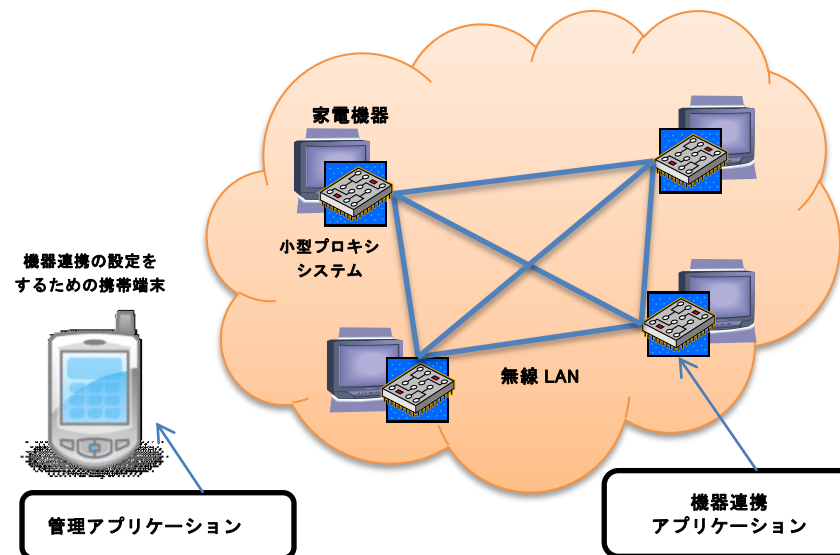 家電機器
小型プロキシ
システム
機器連携の設定を
するための携帯端末
無線 LAN
管理アプリケーション
機器連携
アプリケーション